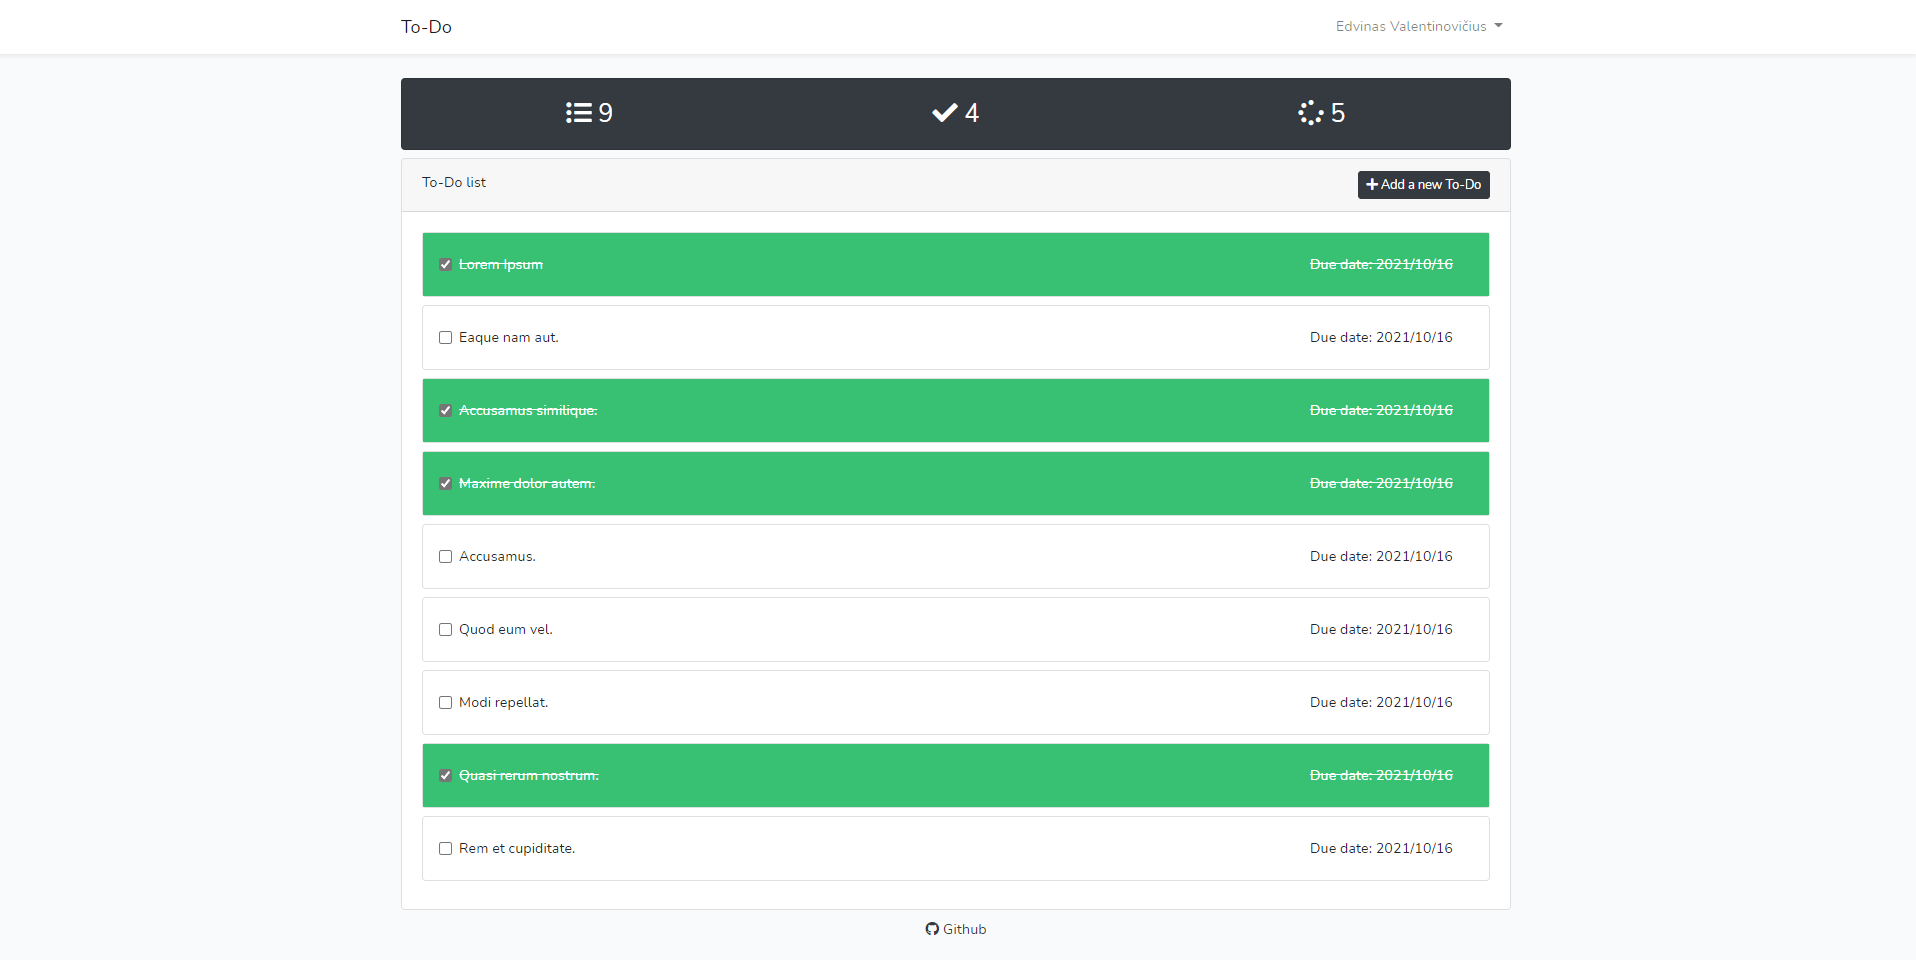 To-Do
Edvinas Valentinovičius
9
4
5
To-Do list
Add a new To-Do
Lorem Ipsum Due date: 2021/10/16
Eaque nam aut. Due date: 2021/10/16
Accusamus similique. Due date: 2021/10/16
Maxime dolor autem. Due date: 2021/10/16
Accusamus. Due date: 2021/10/16
Quod eum vel. Due date: 2021/10/16
Modi repellat. Due date: 2021/10/16
Quasi rerum nostrum. Due date: 2021/10/16
Rem et cupiditate. Due date: 2021/10/16
Github